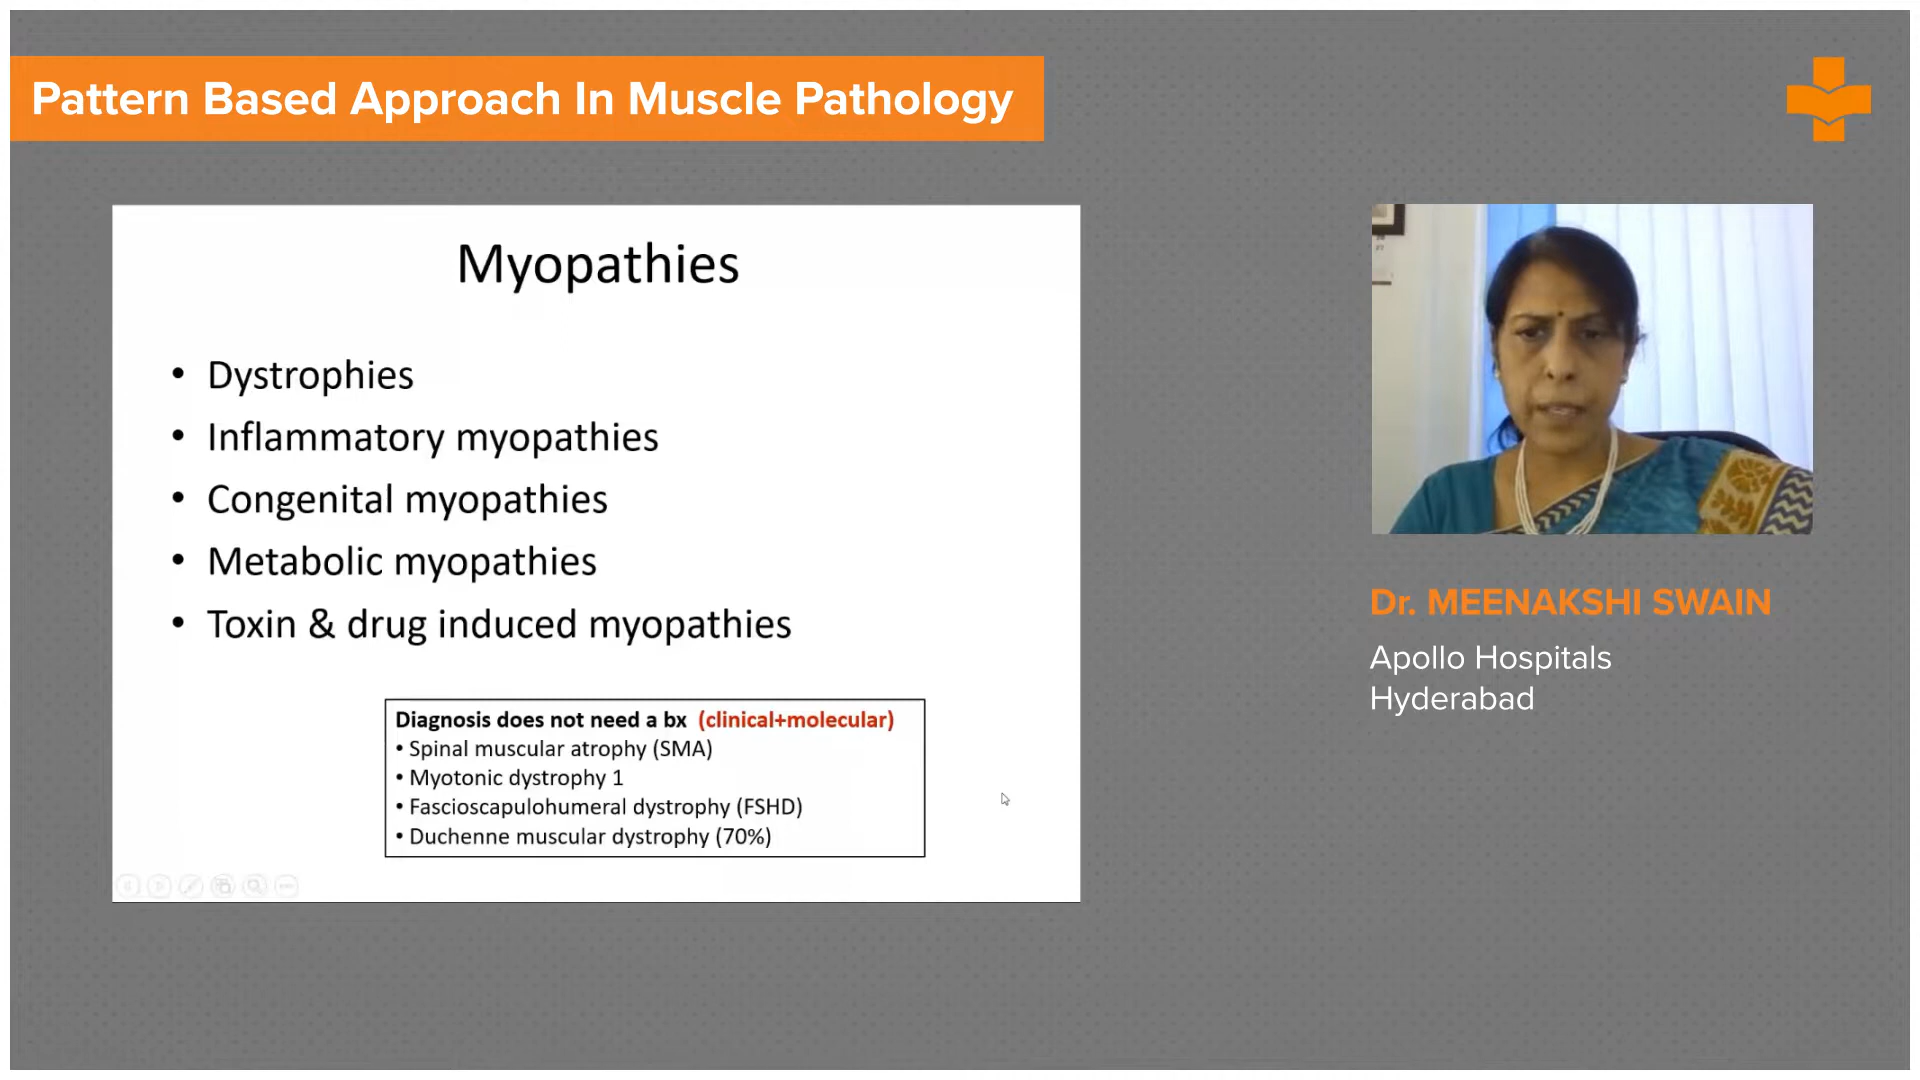 Pattern Based Approach In Muscle Pathology
Myopathies
• Dystrophies
• Inflammatory myopathies
• Congenital myopathies
• Metabolic myopathies
• Toxin & drug induced myopathies
Diagnosis does not need a bx (clinical+molecular)
• Spinal muscular atrophy (SMA)
• Myotonic dystrophy 1
• Fascioscapulohumeral dystrophy (FSHD)
• Duchenne muscular dystrophy (70%)
Dr. MEENAKSHI SWAIN
Apollo Hospitals
Hyderabad